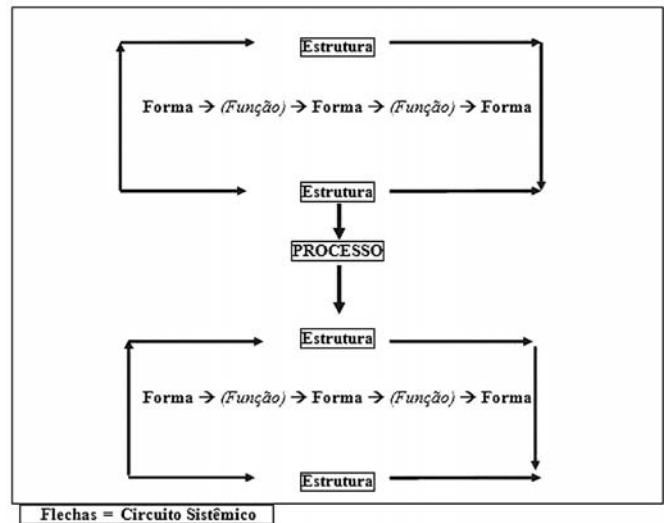 Estrutura
Forma → (Função) → Forma → (Função) → Forma
Estrutura
PROCESSO
Estrutura
Forma → (Função) → Forma → (Função) → Forma
Estrutura
Flechas = Circuito Sistêmico